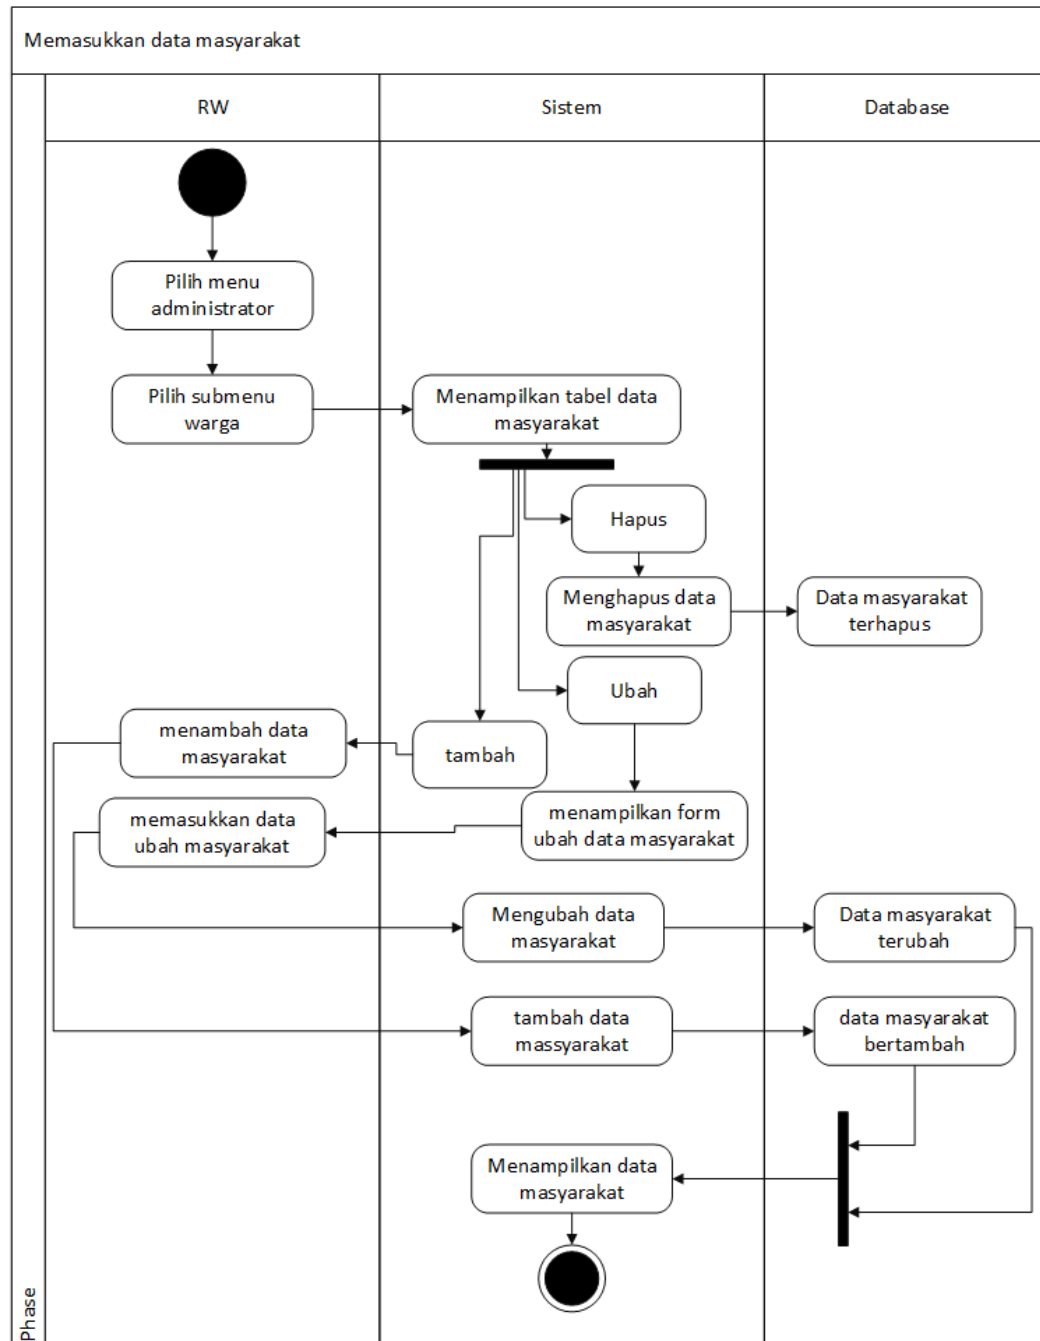 Memasukkan data masyarakat
RW
Sistem
Database
Pilih menu
administrator
Pilih submenu
warga
Menampilkan tabel data
masyarakat
Hapus
Menghapus data
masyarakat
Data masyarakat
terhapus
Ubah
menambah data
masyarakat
tambah
memasukkan data
ubah masyarakat
menampilkan form
ubah data masyarakat
Mengubah data
masyarakat
Data masyarakat
terubah
tambah data
massyarakat
data masyarakat
bertambah
Menampilkan data
masyarakat
Phase